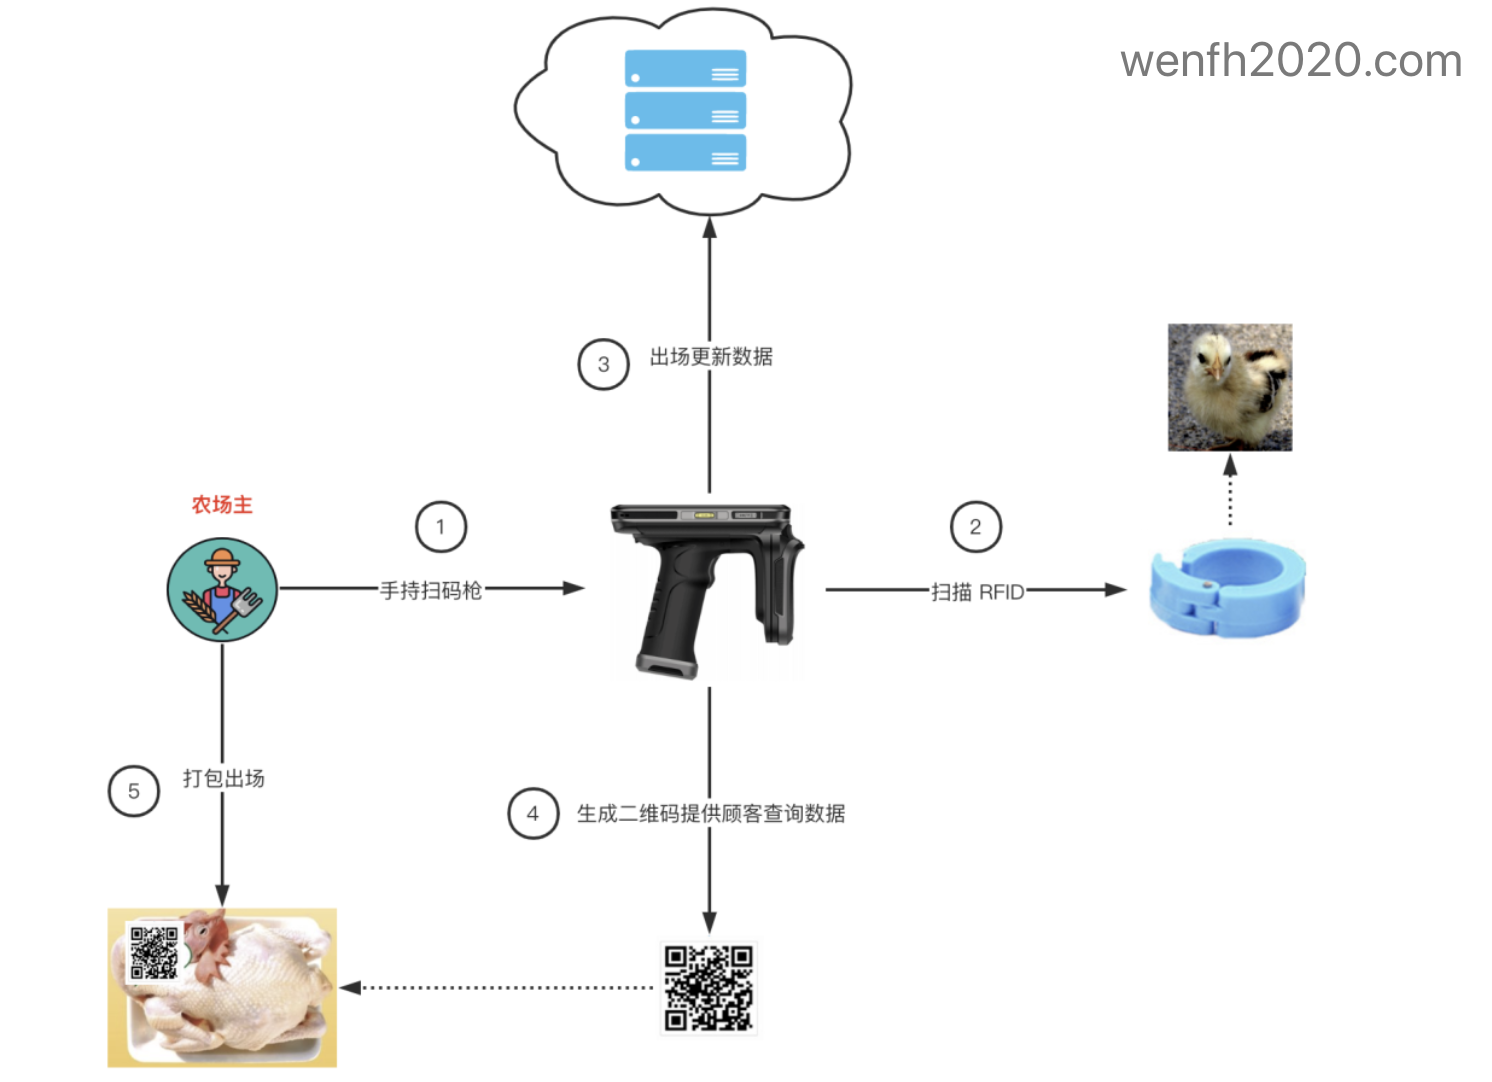 wenfh2020.com
3
出场更新数据
农场主
1
2
手持扫码枪
扫描 RFID
5
打包出场
4
生成二维码提供顾客查询数据